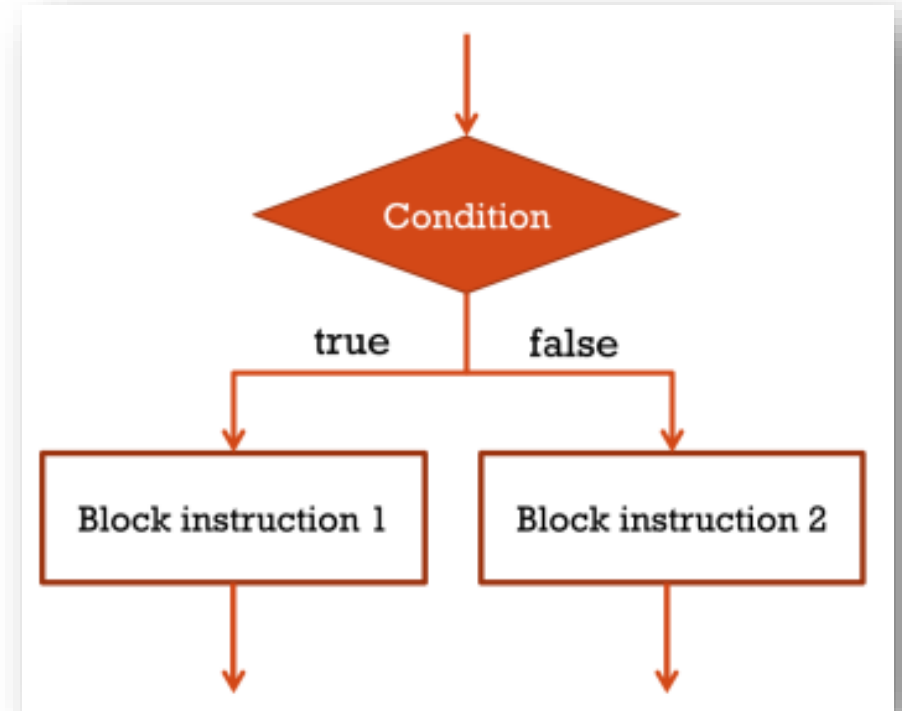 Condition
true
false
Block instruction 1
Block instruction 2